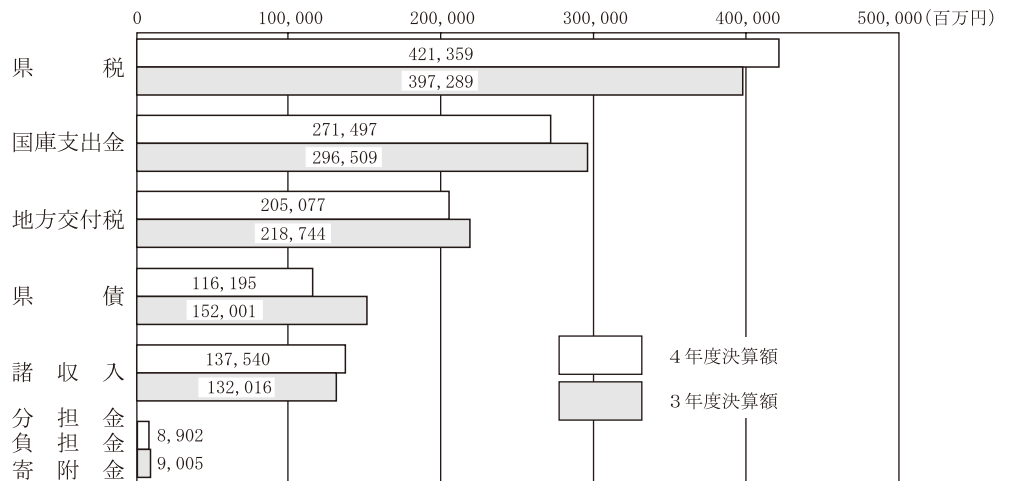 0 100,000 200,000 300,000 400,000 500,000(百万円)
県税
421,359
397,289
国庫支出金
271,497
296,509
地方交付税
205,077
218,744
県債
116,195
152,001
諸収入
137,540
132,016
4年度決算額
3年度決算額
分担金
負担金
寄附金
8,902
9,005